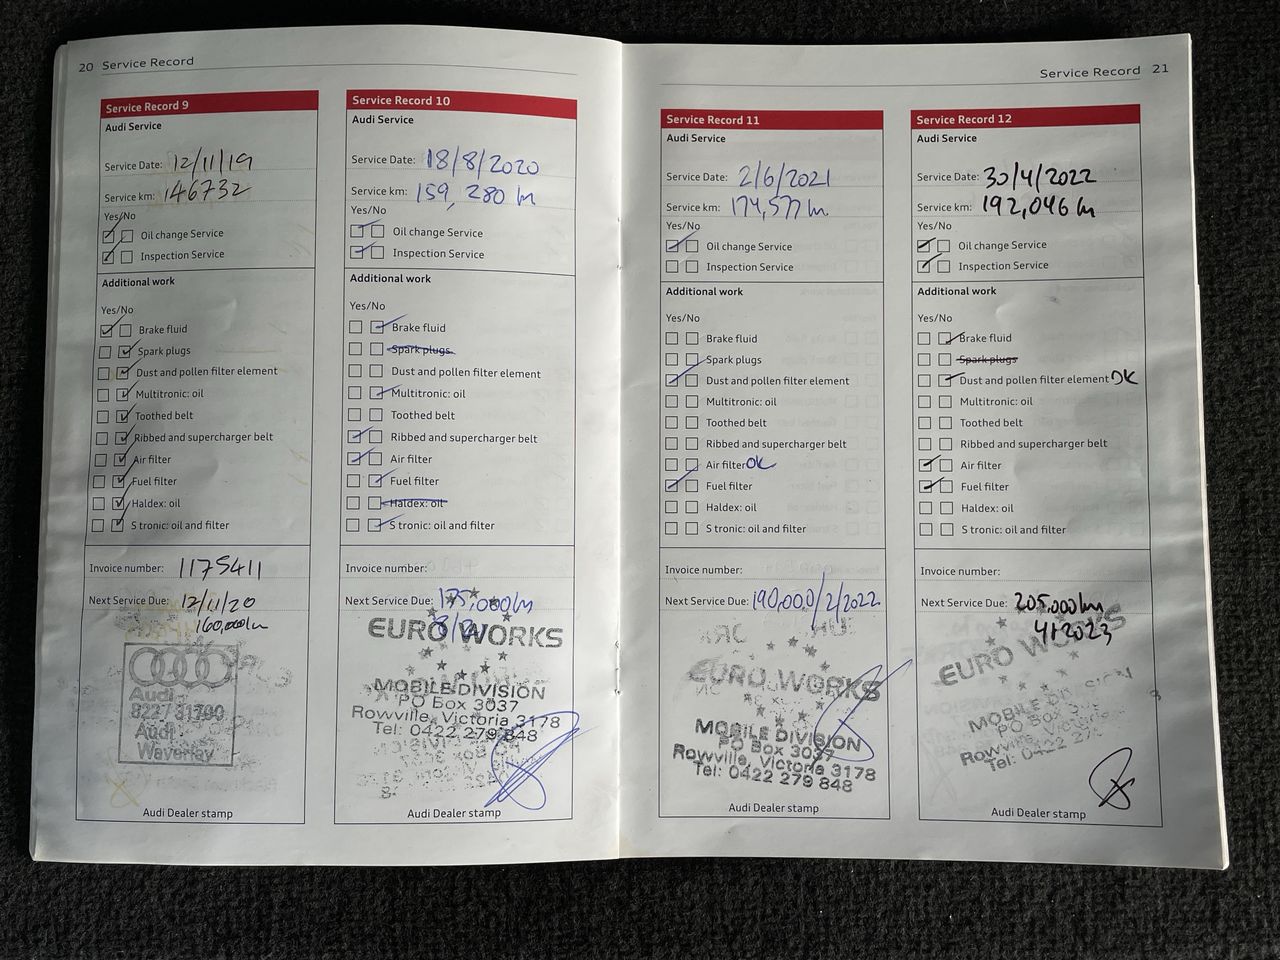 20 Service Record
Service Record 9
Audi Service
Service Date: 12/11/19
Service km: 146732
Yes/No
Oil change Service
Inspection Service
Additional work
Yes/No
Brake fluid
Spark plugs
Dust and pollen filter element
Multitronic: oil
Toothed belt
Ribbed and supercharger belt
Air filter
Fuel filter
Haldex: oil
S tronic: oil and filter
Invoice number: 1175411
Next Service Due: 12/11/20
160,000km
Audi
8227 31700
Audi
Waverley
Audi Dealer stamp
Service Record 10
Audi Service
Service Date: 18/8/2020
Service km: 159,280 km
Yes/No
Oil change Service
Inspection Service
Additional work
Yes/No
Brake fluid
Spark plugs
Dust and pollen filter element
Multitronic: oil
Toothed belt
Ribbed and supercharger belt
Air filter
Fuel filter
Haldex: oil
S tronic: oil and filter
Invoice number:
Next Service Due: 175,000km
EURO WORKS
MOBILE DIVISION
PO Box 3037
Rowville, Victoria 3178
Tel: 0422 279 848
Audi Dealer stamp
Service Record 21
Service Record 11
Audi Service
Service Date: 2/6/2021
Service km: 174,577 km
Yes/No
Oil change Service
Inspection Service
Additional work
Yes/No
Brake fluid
Spark plugs
Dust and pollen filter element
Multitronic: oil
Toothed belt
Ribbed and supercharger belt
Air filter OK
Fuel filter
Haldex: oil
S tronic: oil and filter
Invoice number:
Next Service Due: 190,000/2/2022
EURO WORKS
MOBILE DIVISION
PO Box 3037
Rowville, Victoria 3178
Tel: 0422 279 848
Audi Dealer stamp
Service Record 12
Audi Service
Service Date: 30/4/2022
Service km: 192,046 km
Yes/No
Oil change Service
Inspection Service
Additional work
Yes/No
Brake fluid
Spark plugs
Dust and pollen filter element OK
Multitronic: oil
Toothed belt
Ribbed and supercharger belt
Air filter
Fuel filter
Haldex: oil
S tronic: oil and filter
Invoice number:
Next Service Due: 205,000km
4/2023
EURO WORKS
MOBILE DIVISION
PO Box
Rowville, Victoria
Tel: 0422 27
Audi Dealer stamp